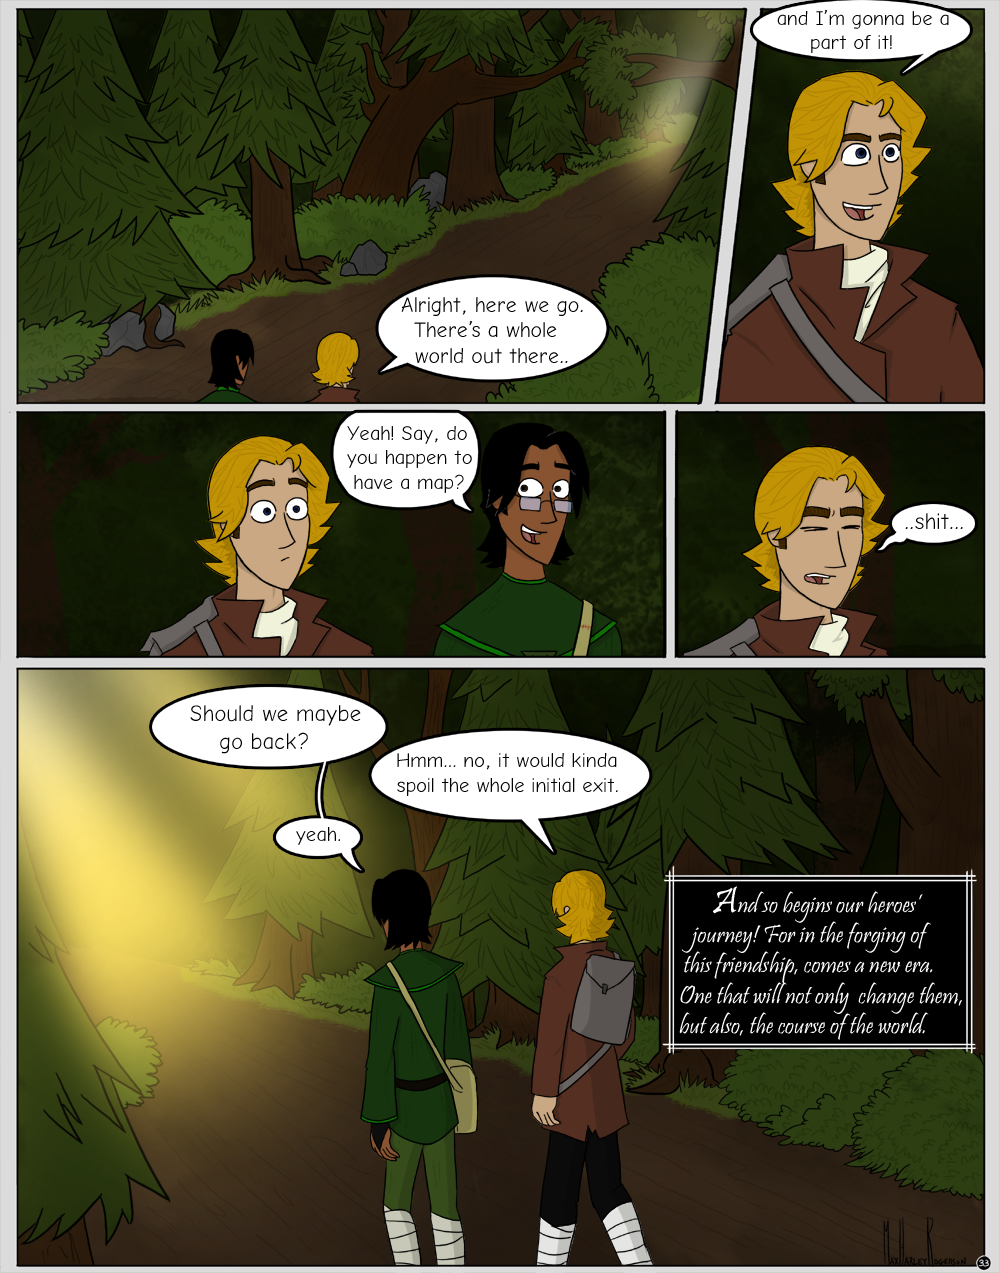 Alright, here we go.
There's a whole
world out there..
and I'm gonna be a
part of it!
Yeah! Say, do
you happen to
have a map?
..shit...
Should we maybe
go back?
Hmm... no, it would kinda
spoil the whole initial exit.
yeah.
And so begins our heroes'
journey! For in the forging of
this friendship, comes a new era.
One that will not only change them,
but also, the course of the world.
Max Harley Rogerson
33